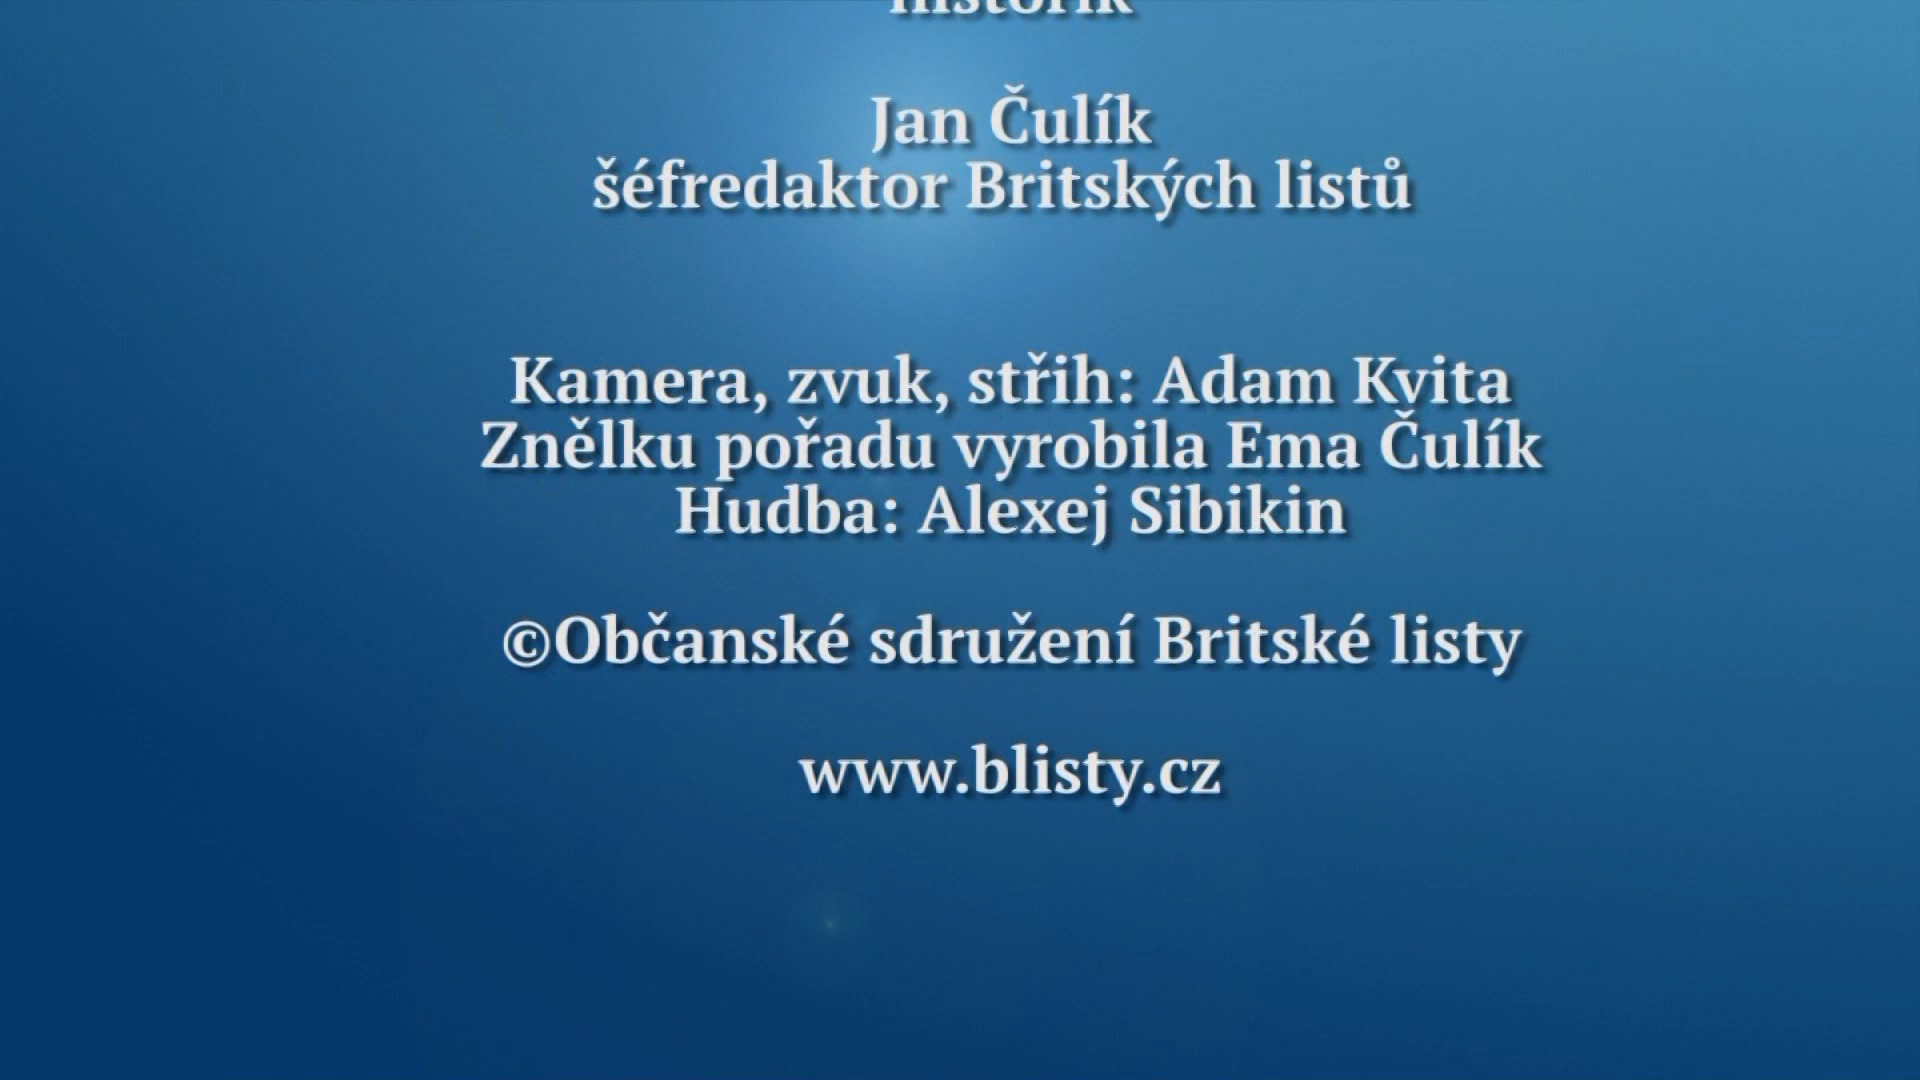 historik
Jan Čulík
šéfredaktor Britských listů
Kamera, zvuk, střih: Adam Kvita
Znělku pořadu vyrobila Ema Čulík
Hudba: Alexej Sibikin
©Občanské sdružení Britské listy
www.blisty.cz